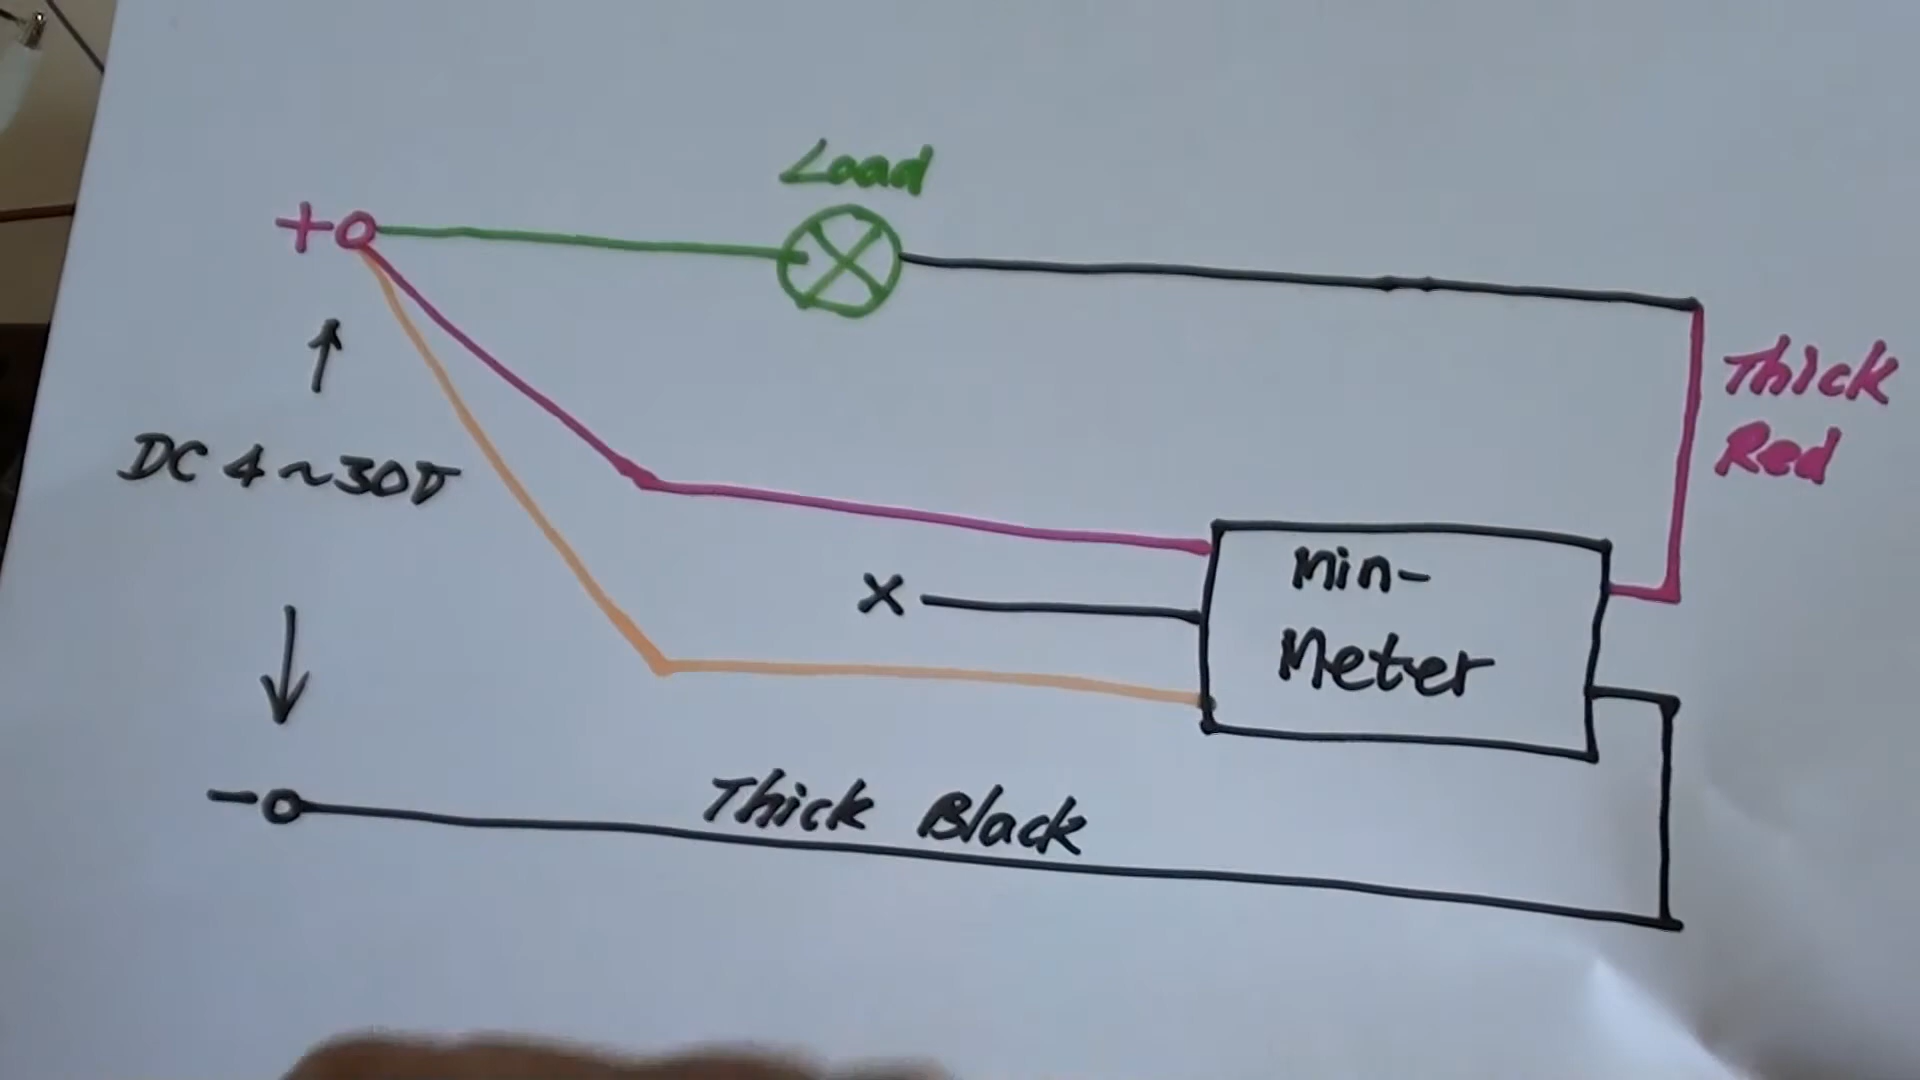 Load
+
Thick
Red
DC 4~30V
Min-
Meter
X
Thick Black
-